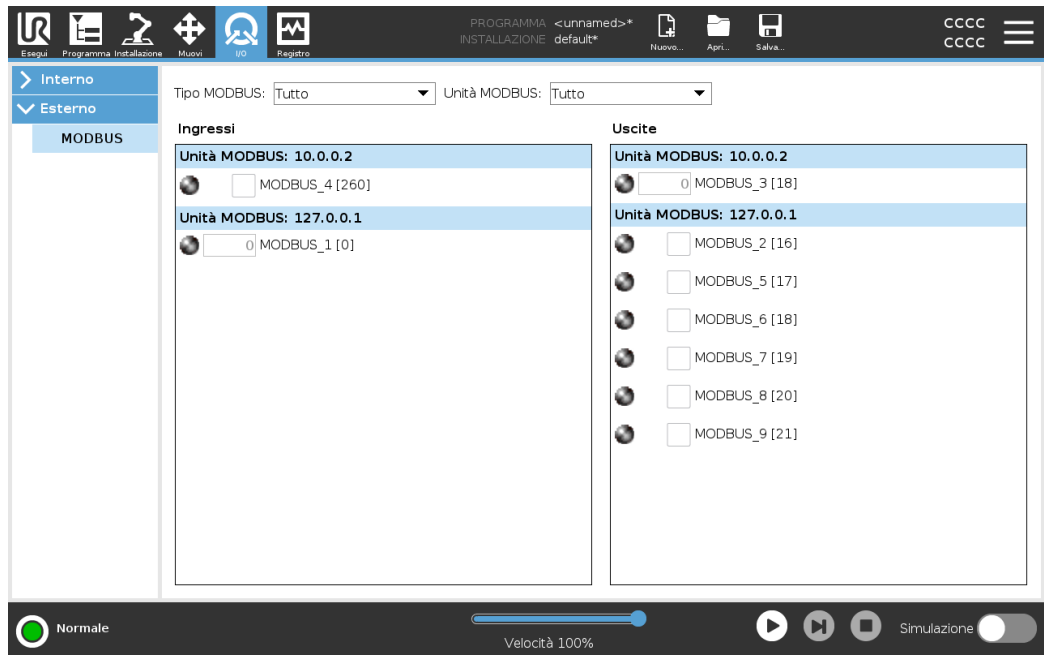 UR
PROGRAMMA <unnamed>*
INSTALLAZIONE default*
CCCC
CCCC
Esegui Programma Installazione Muovi I/O Registro Nuovo... Apri... Salva...
Interno
Esterno
MODBUS
Tipo MODBUS: Tutto Unità MODBUS: Tutto
Ingressi
Unità MODBUS: 10.0.0.2
MODBUS_4 [260]
Unità MODBUS: 127.0.0.1
0 MODBUS_1 [0]
Uscite
Unità MODBUS: 10.0.0.2
0 MODBUS_3 [18]
Unità MODBUS: 127.0.0.1
MODBUS_2 [16]
MODBUS_5 [17]
MODBUS_6 [18]
MODBUS_7 [19]
MODBUS_8 [20]
MODBUS_9 [21]
Normale
Velocità 100%
Simulazione